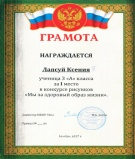 ГРАМОТА
НАГРАЖДАЕТСЯ
Лапсуй Ксения
ученица 3 «А» класса
за I место
в конкурсе рисунков
«Мы за здоровый образ жизни».